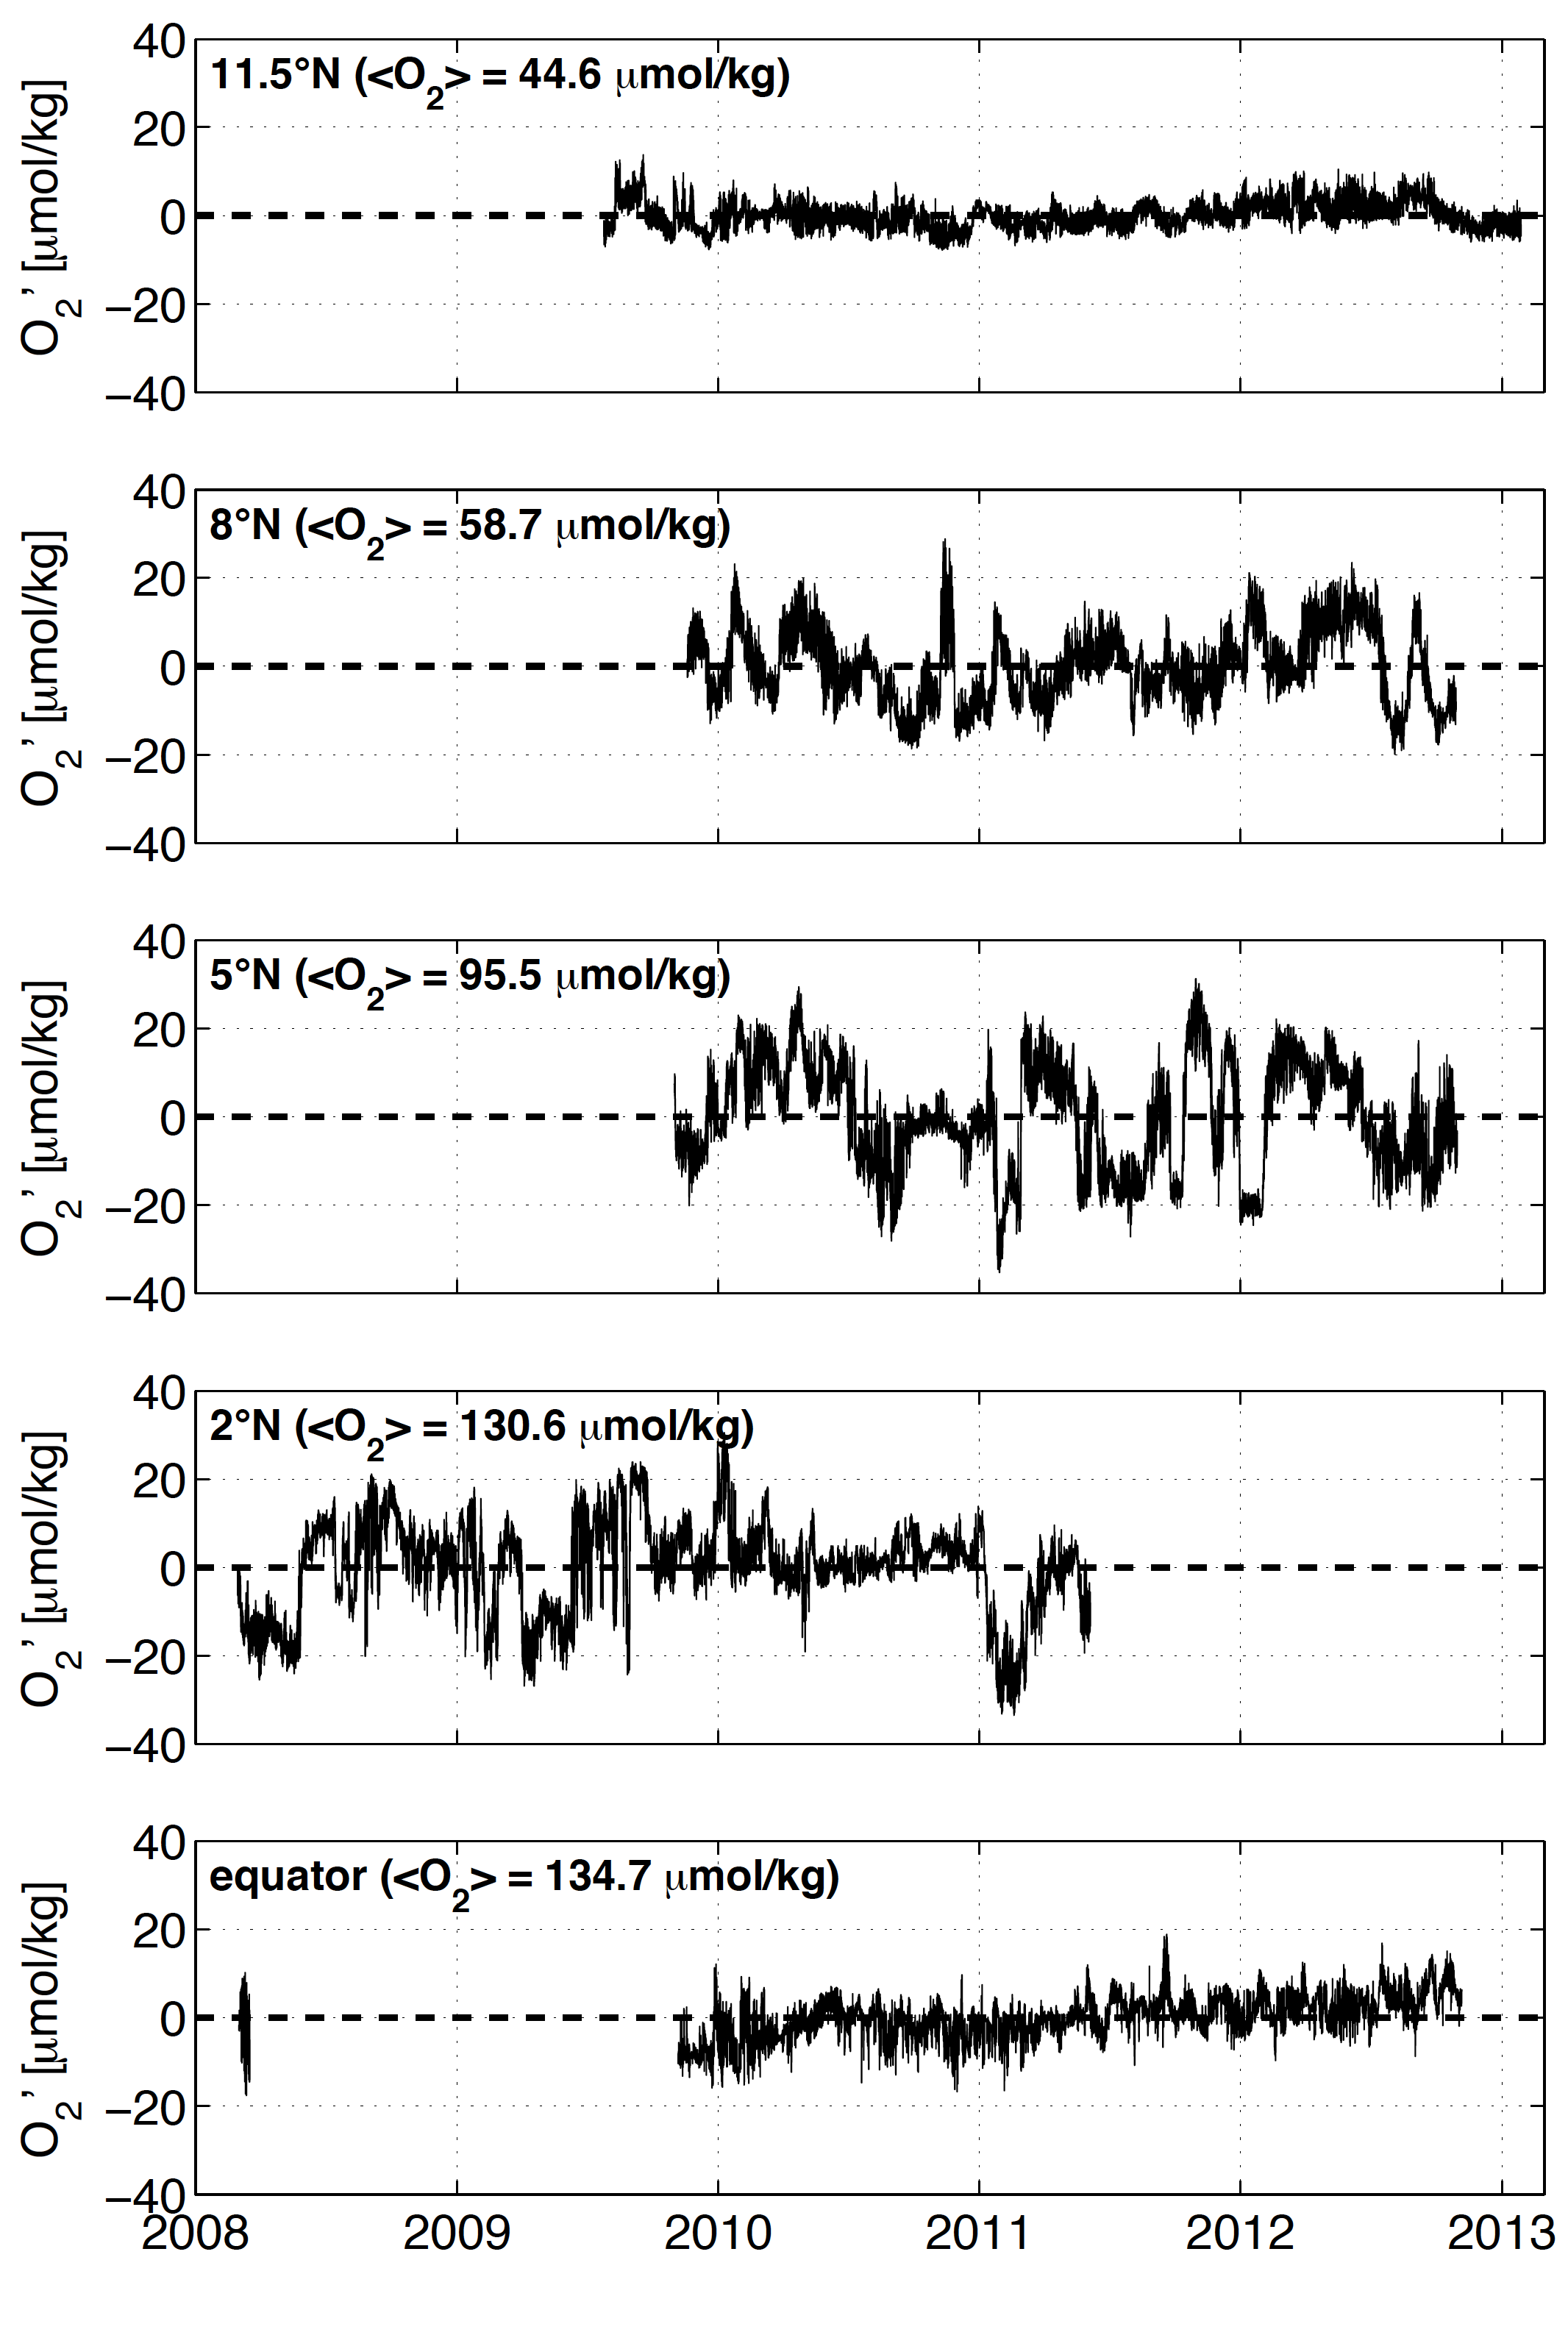 11.5°N (<O2> = 44.6 μmol/kg)
O2’ [μmol/kg]
40
20
0
−20
−40
8°N (<O2> = 58.7 μmol/kg)
O2’ [μmol/kg]
40
20
0
−20
−40
5°N (<O2> = 95.5 μmol/kg)
O2’ [μmol/kg]
40
20
0
−20
−40
2°N (<O2> = 130.6 μmol/kg)
O2’ [μmol/kg]
40
20
0
−20
−40
equator (<O2> = 134.7 μmol/kg)
O2’ [μmol/kg]
40
20
0
−20
−40
2008 2009 2010 2011 2012 2013